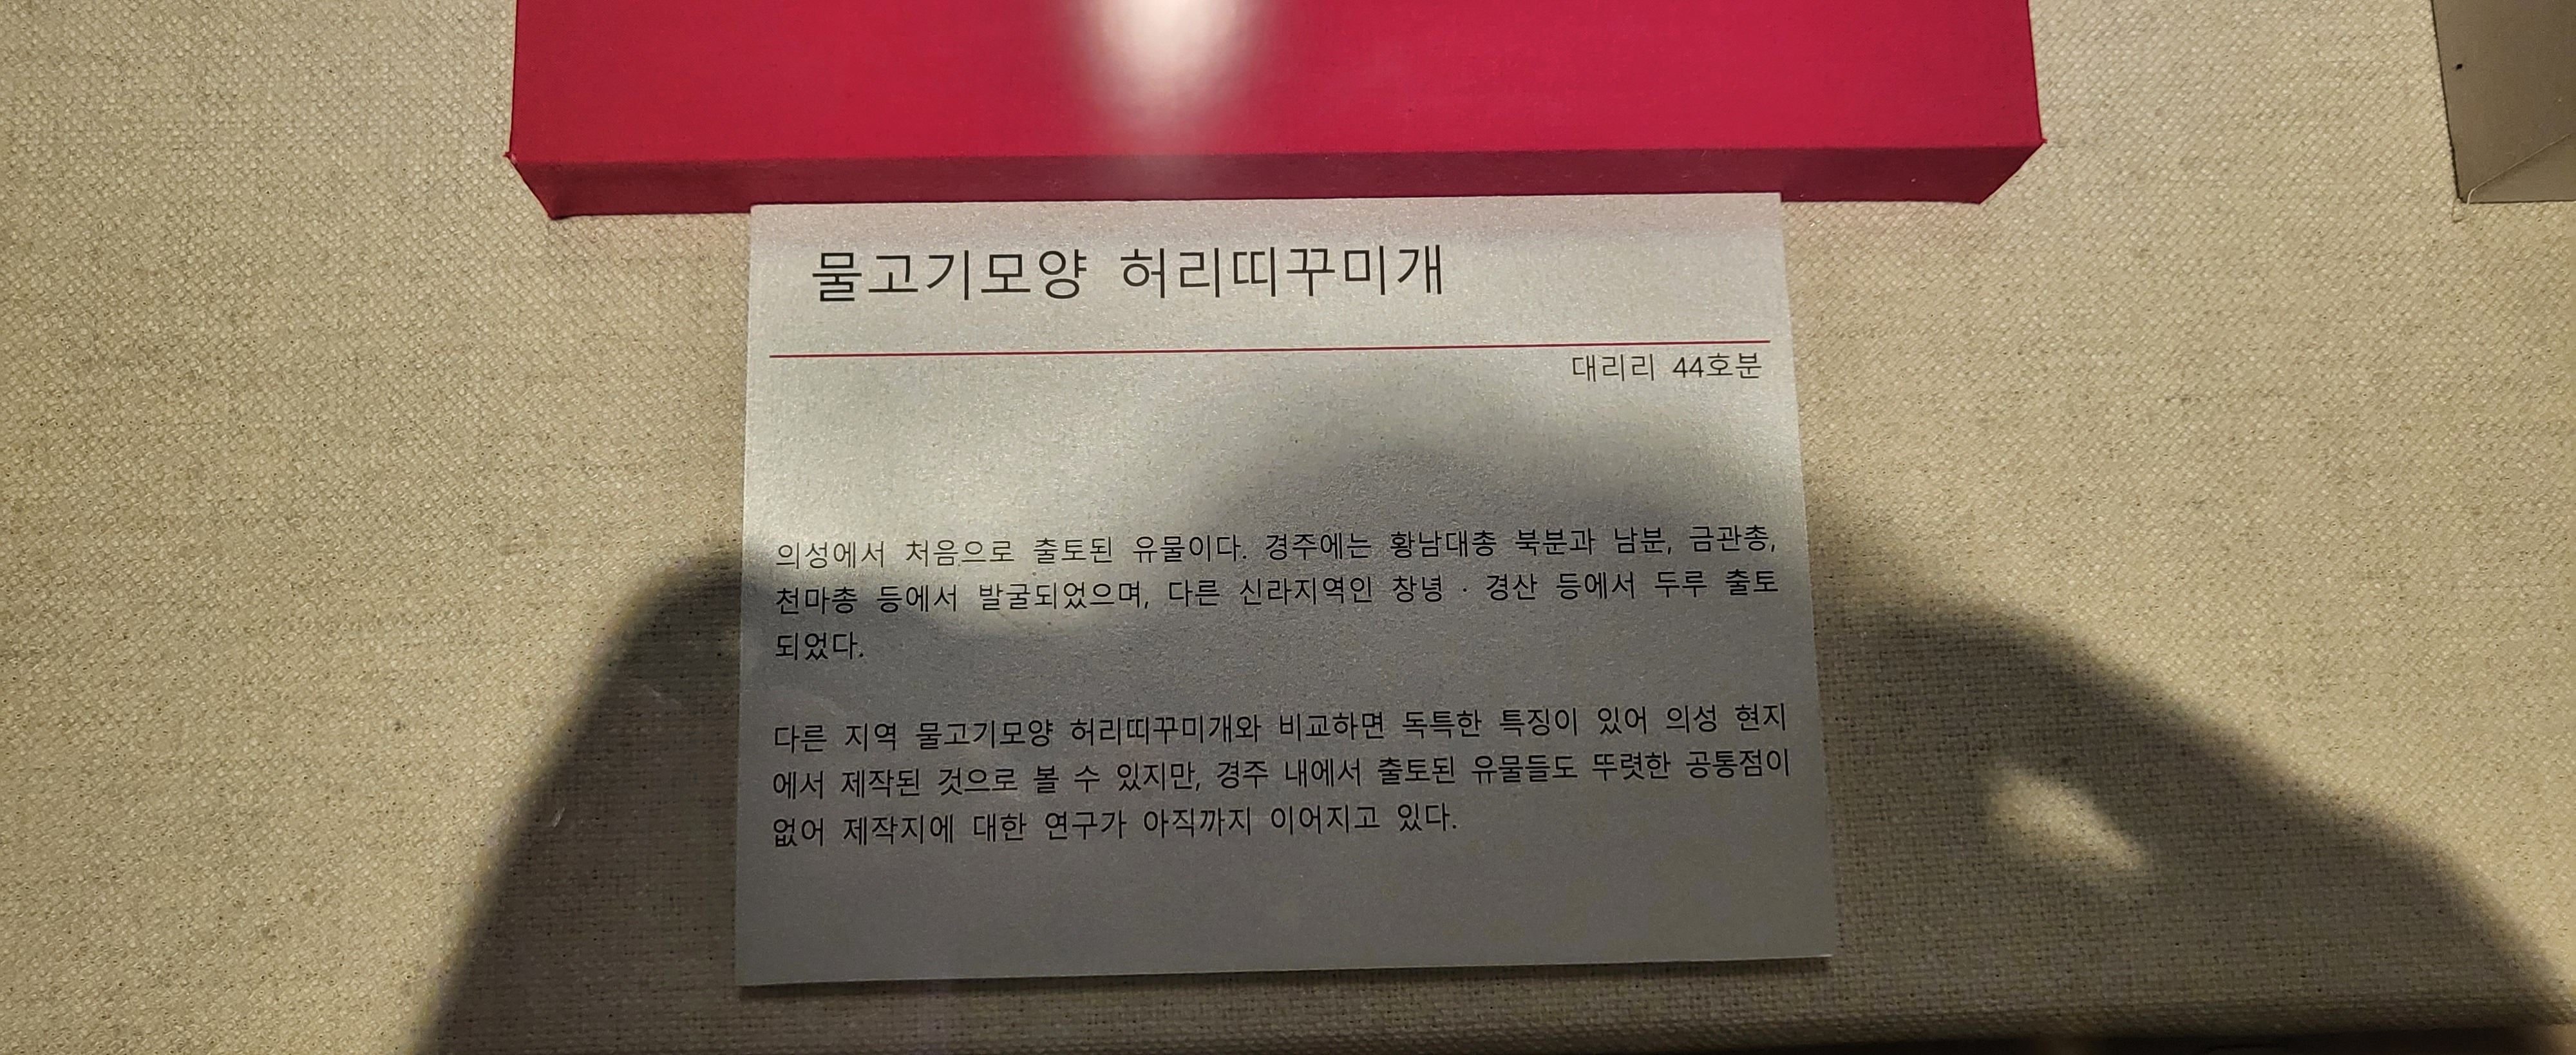 물고기모양 허리띠꾸미개
대리리 44호분
의성에서 처음으로 출토된 유물이다. 경주에는 황남대총 북분과 남분, 금관총,
천마총 등에서 발굴되었으며, 다른 신라지역인 창녕 · 경산 등에서 두루 출토
되었다.
다른 지역 물고기모양 허리띠꾸미개와 비교하면 독특한 특징이 있어 의성 현지
에서 제작된 것으로 볼 수 있지만, 경주 내에서 출토된 유물들도 뚜렷한 공통점이
없어 제작지에 대한 연구가 아직까지 이어지고 있다.